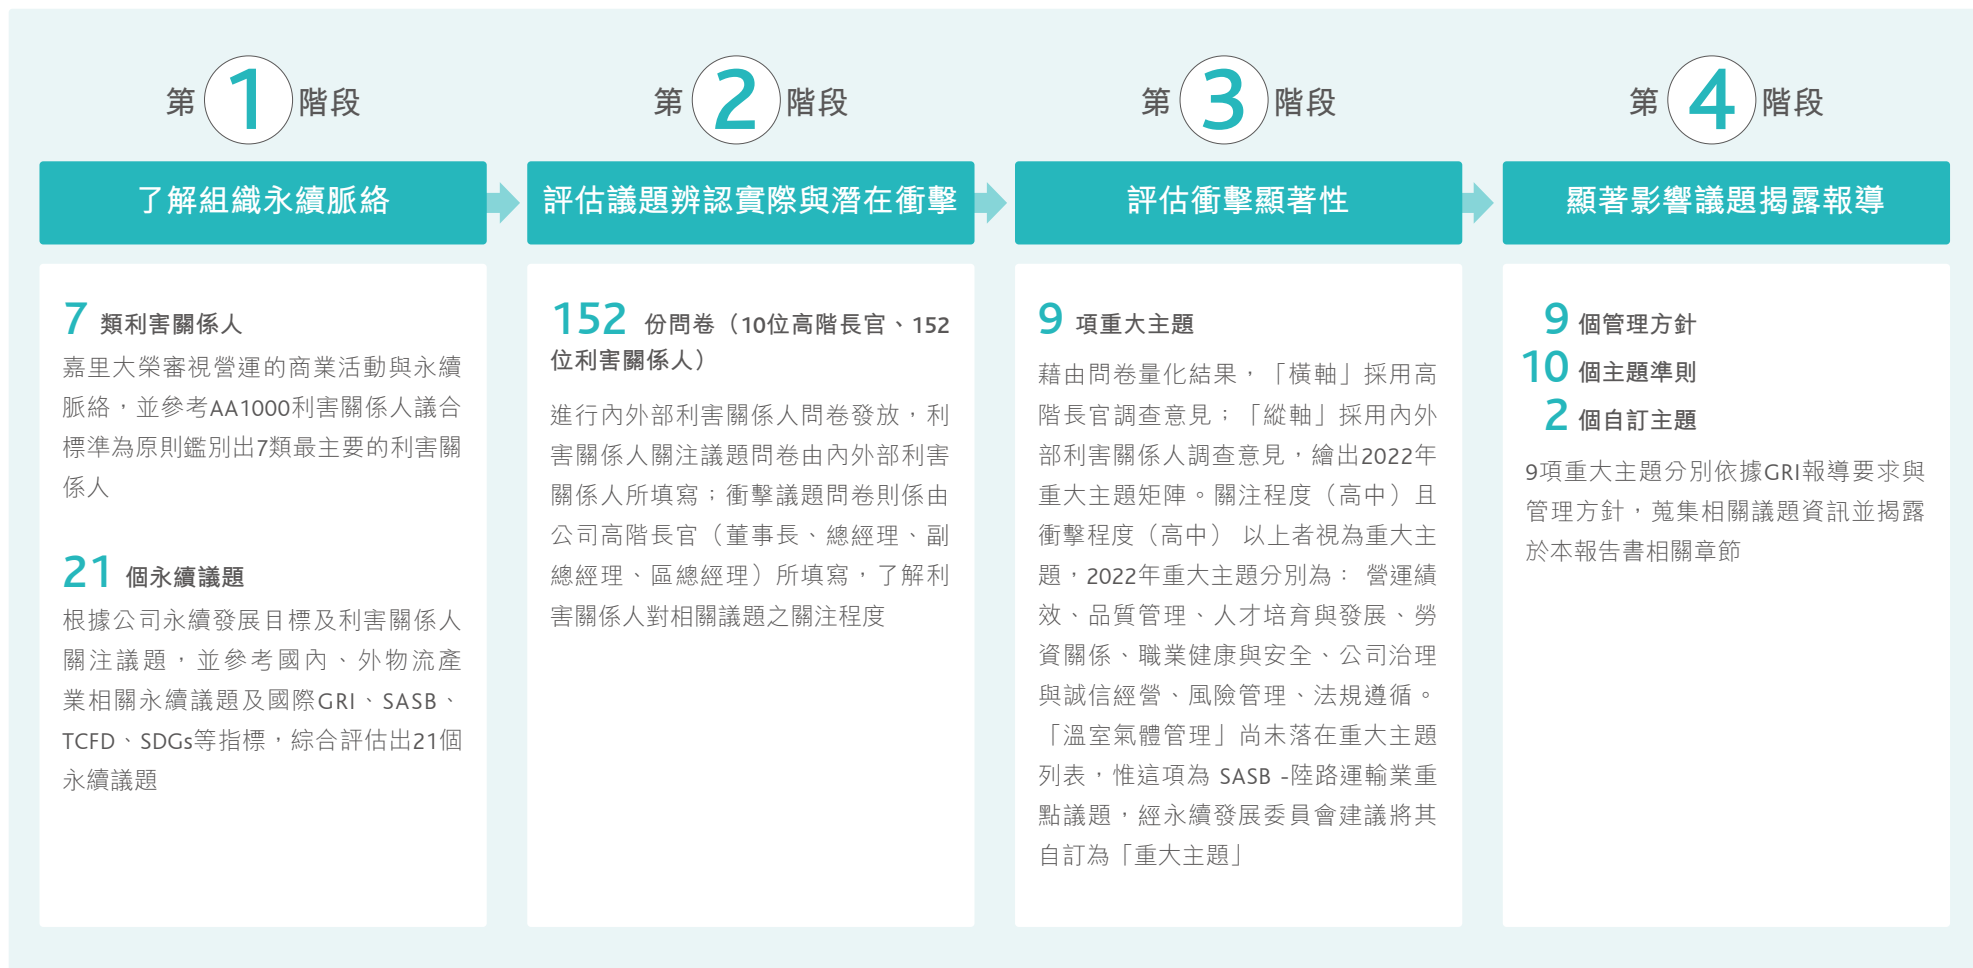 第1階段
了解組織永續脈絡
7 類利害關係人
嘉里大榮審視營運的商業活動與永續
脈絡，並參考AA1000利害關係人議合
標準為原則鑑別出7類最主要的利害關
係人
21 個永續議題
根據公司永續發展目標及利害關係人
關注議題，並參考國內、外物流產
業相關永續議題及國際GRI、SASB、
TCFD、SDGs等指標，綜合評估出21個
永續議題
第2階段
評估議題辨認實際與潛在衝擊
152 份問卷（10位高階長官、152
位利害關係人）
進行內外部利害關係人問卷發放，利
害關係人關注議題問卷由內外部利害
關係人所填寫；衝擊議題問卷則係由
公司高階長官（董事長、總經理、副
總經理、區總經理）所填寫，了解利
害關係人對相關議題之關注程度
第3階段
評估衝擊顯著性
9 項重大主題
藉由問卷量化結果，「橫軸」採用高
階長官調查意見；「縱軸」採用內外
部利害關係人調查意見，繪出2022年
重大主題矩陣。關注程度（高中）且
衝擊程度（高中） 以上者視為重大主
題，2022年重大主題分別為： 營運績
效、品質管理、人才培育與發展、勞
資關係、職業健康與安全、公司治理
與誠信經營、風險管理、法規遵循。
「溫室氣體管理」尚未落在重大主題
列表，惟這項為 SASB -陸路運輸業重
點議題，經永續發展委員會建議將其
自訂為「重大主題」
第4階段
顯著影響議題揭露報導
9 個管理方針
10 個主題準則
2 個自訂主題
9項重大主題分別依據GRI報導要求與
管理方針，蒐集相關議題資訊並揭露
於本報告書相關章節